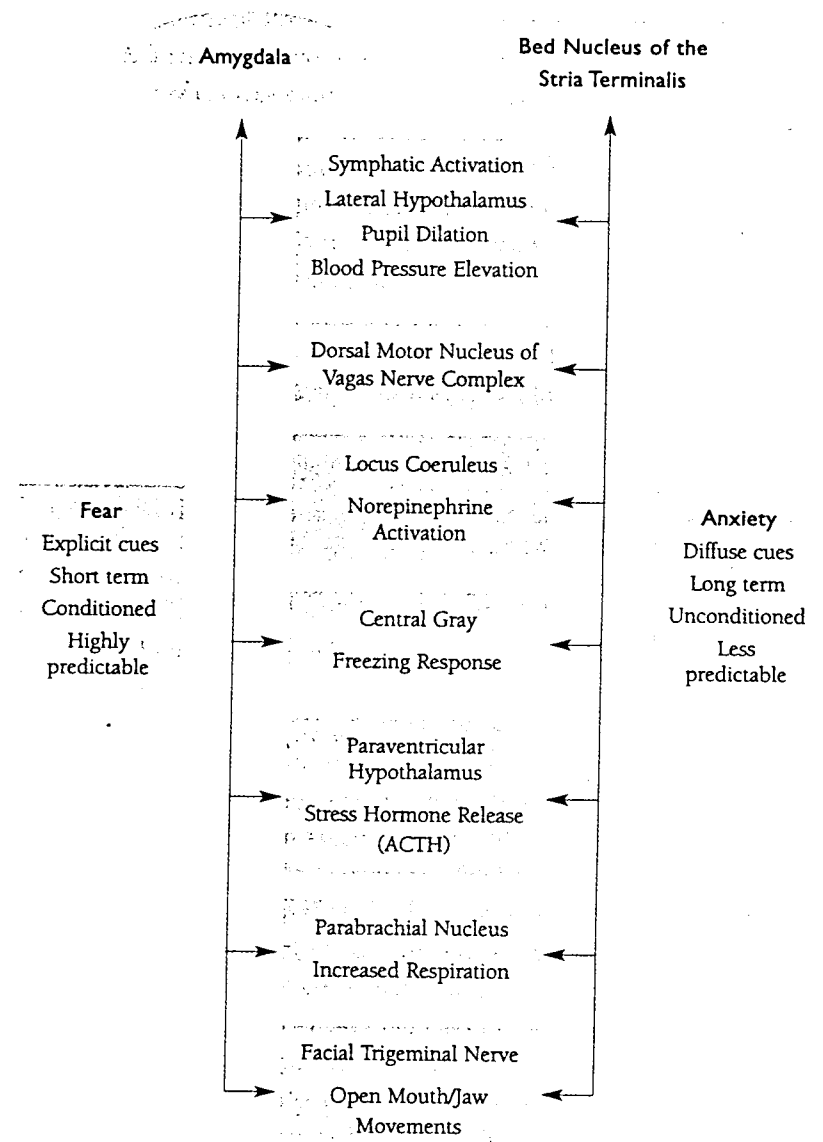 Amygdala
Bed Nucleus of the
Stria Terminalis
Symphatic Activation
Lateral Hypothalamus
Pupil Dilation
Blood Pressure Elevation
Dorsal Motor Nucleus of
Vagas Nerve Complex
Locus Coeruleus
Norepinephrine
Activation
Fear
Explicit cues
Short term
Conditioned
Highly
predictable
Anxiety
Diffuse cues
Long term
Unconditioned
Less
predictable
Central Gray
Freezing Response
Paraventricular
Hypothalamus
Stress Hormone Release
(ACTH)
Parabrachial Nucleus
Increased Respiration
Facial Trigeminal Nerve
Open Mouth/Jaw
Movements